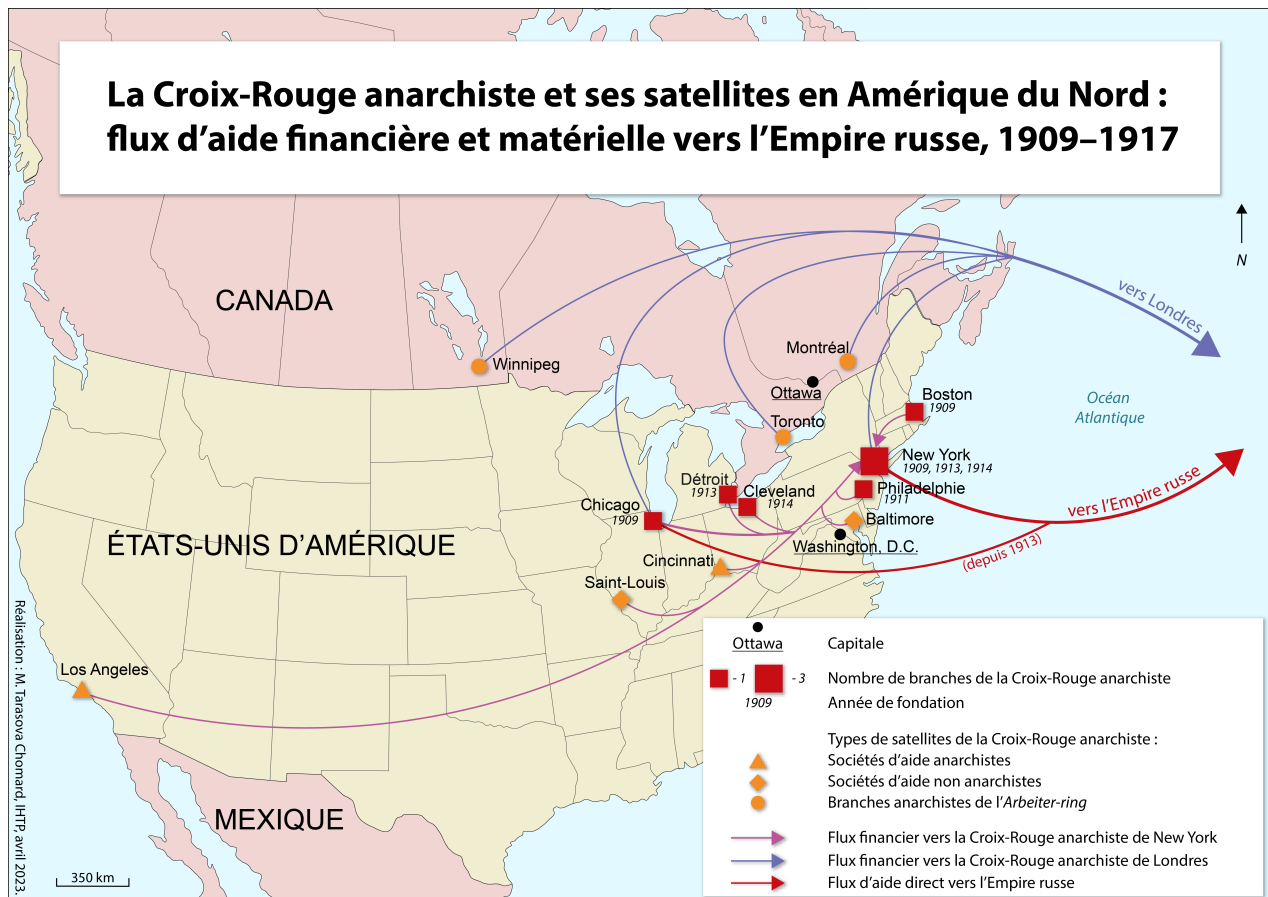 La Croix-Rouge anarchiste et ses satellites en Amérique du Nord :
flux d’aide financière et matérielle vers l’Empire russe, 1909–1917
N
CANADA
vers Londres
Winnipeg
Montréal
Ottawa
Boston
1909
Océan
Atlantique
Toronto
New York
1909, 1913, 1914
Détroit
1913
Cleveland
1914
Philadelphie
1911
vers l’Empire russe
Chicago
1909
Baltimore
Washington, D.C.
(depuis 1913)
ÉTATS-UNIS D’AMÉRIQUE
Cincinnati
Saint-Louis
Los Angeles
MEXIQUE
350 km
Réalisation : M. Tarasova Chomard, IHTP, avril 2023.
Ottawa Capitale
- 1 - 3 Nombre de branches de la Croix-Rouge anarchiste
1909 Année de fondation
Types de satellites de la Croix-Rouge anarchiste :
Sociétés d’aide anarchistes
Sociétés d’aide non anarchistes
Branches anarchistes de l’Arbeiter-ring
Flux financier vers la Croix-Rouge anarchiste de New York
Flux financier vers la Croix-Rouge anarchiste de Londres
Flux d’aide direct vers l’Empire russe